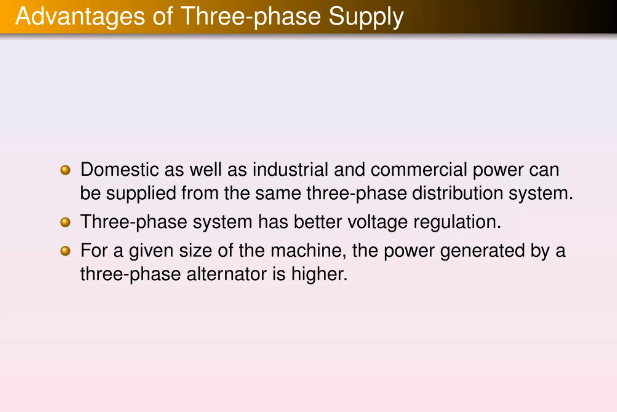 Advantages of Three-phase Supply
Domestic as well as industrial and commercial power can
be supplied from the same three-phase distribution system.
Three-phase system has better voltage regulation.
For a given size of the machine, the power generated by a
three-phase alternator is higher.